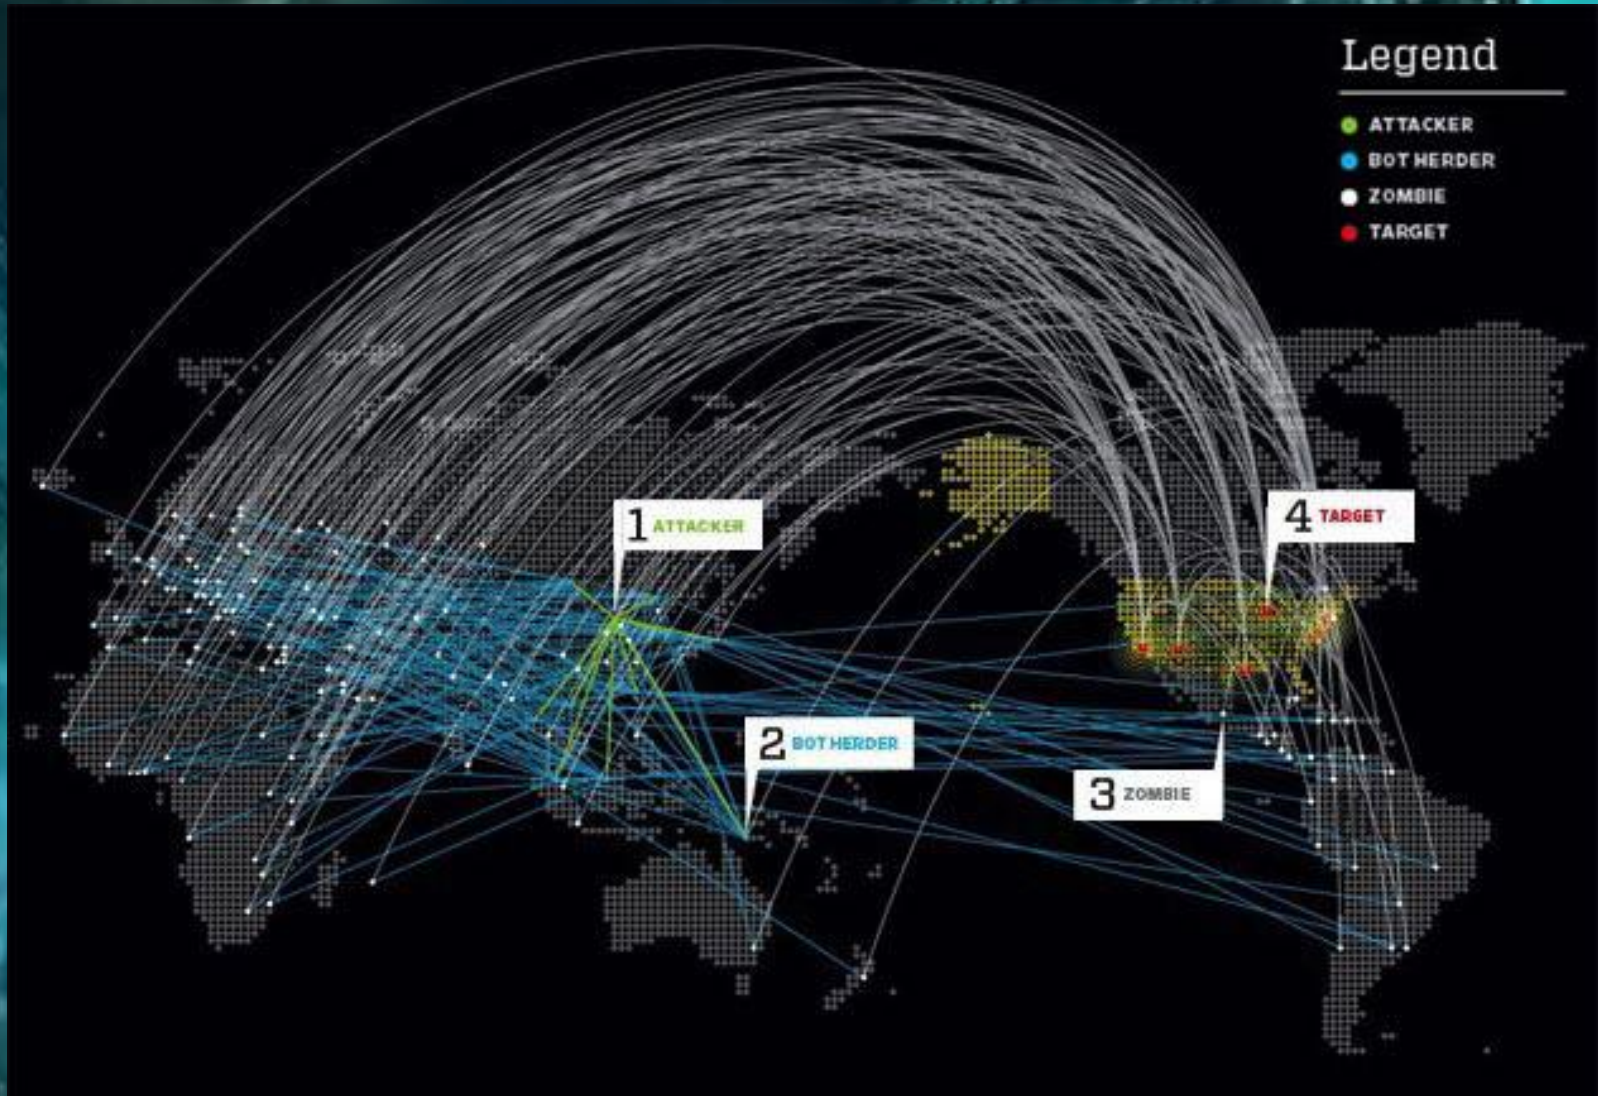 Legend
ATTACKER
BOT HERDER
ZOMBIE
TARGET
1 ATTACKER
4 TARGET
2 BOT HERDER
3 ZOMBIE